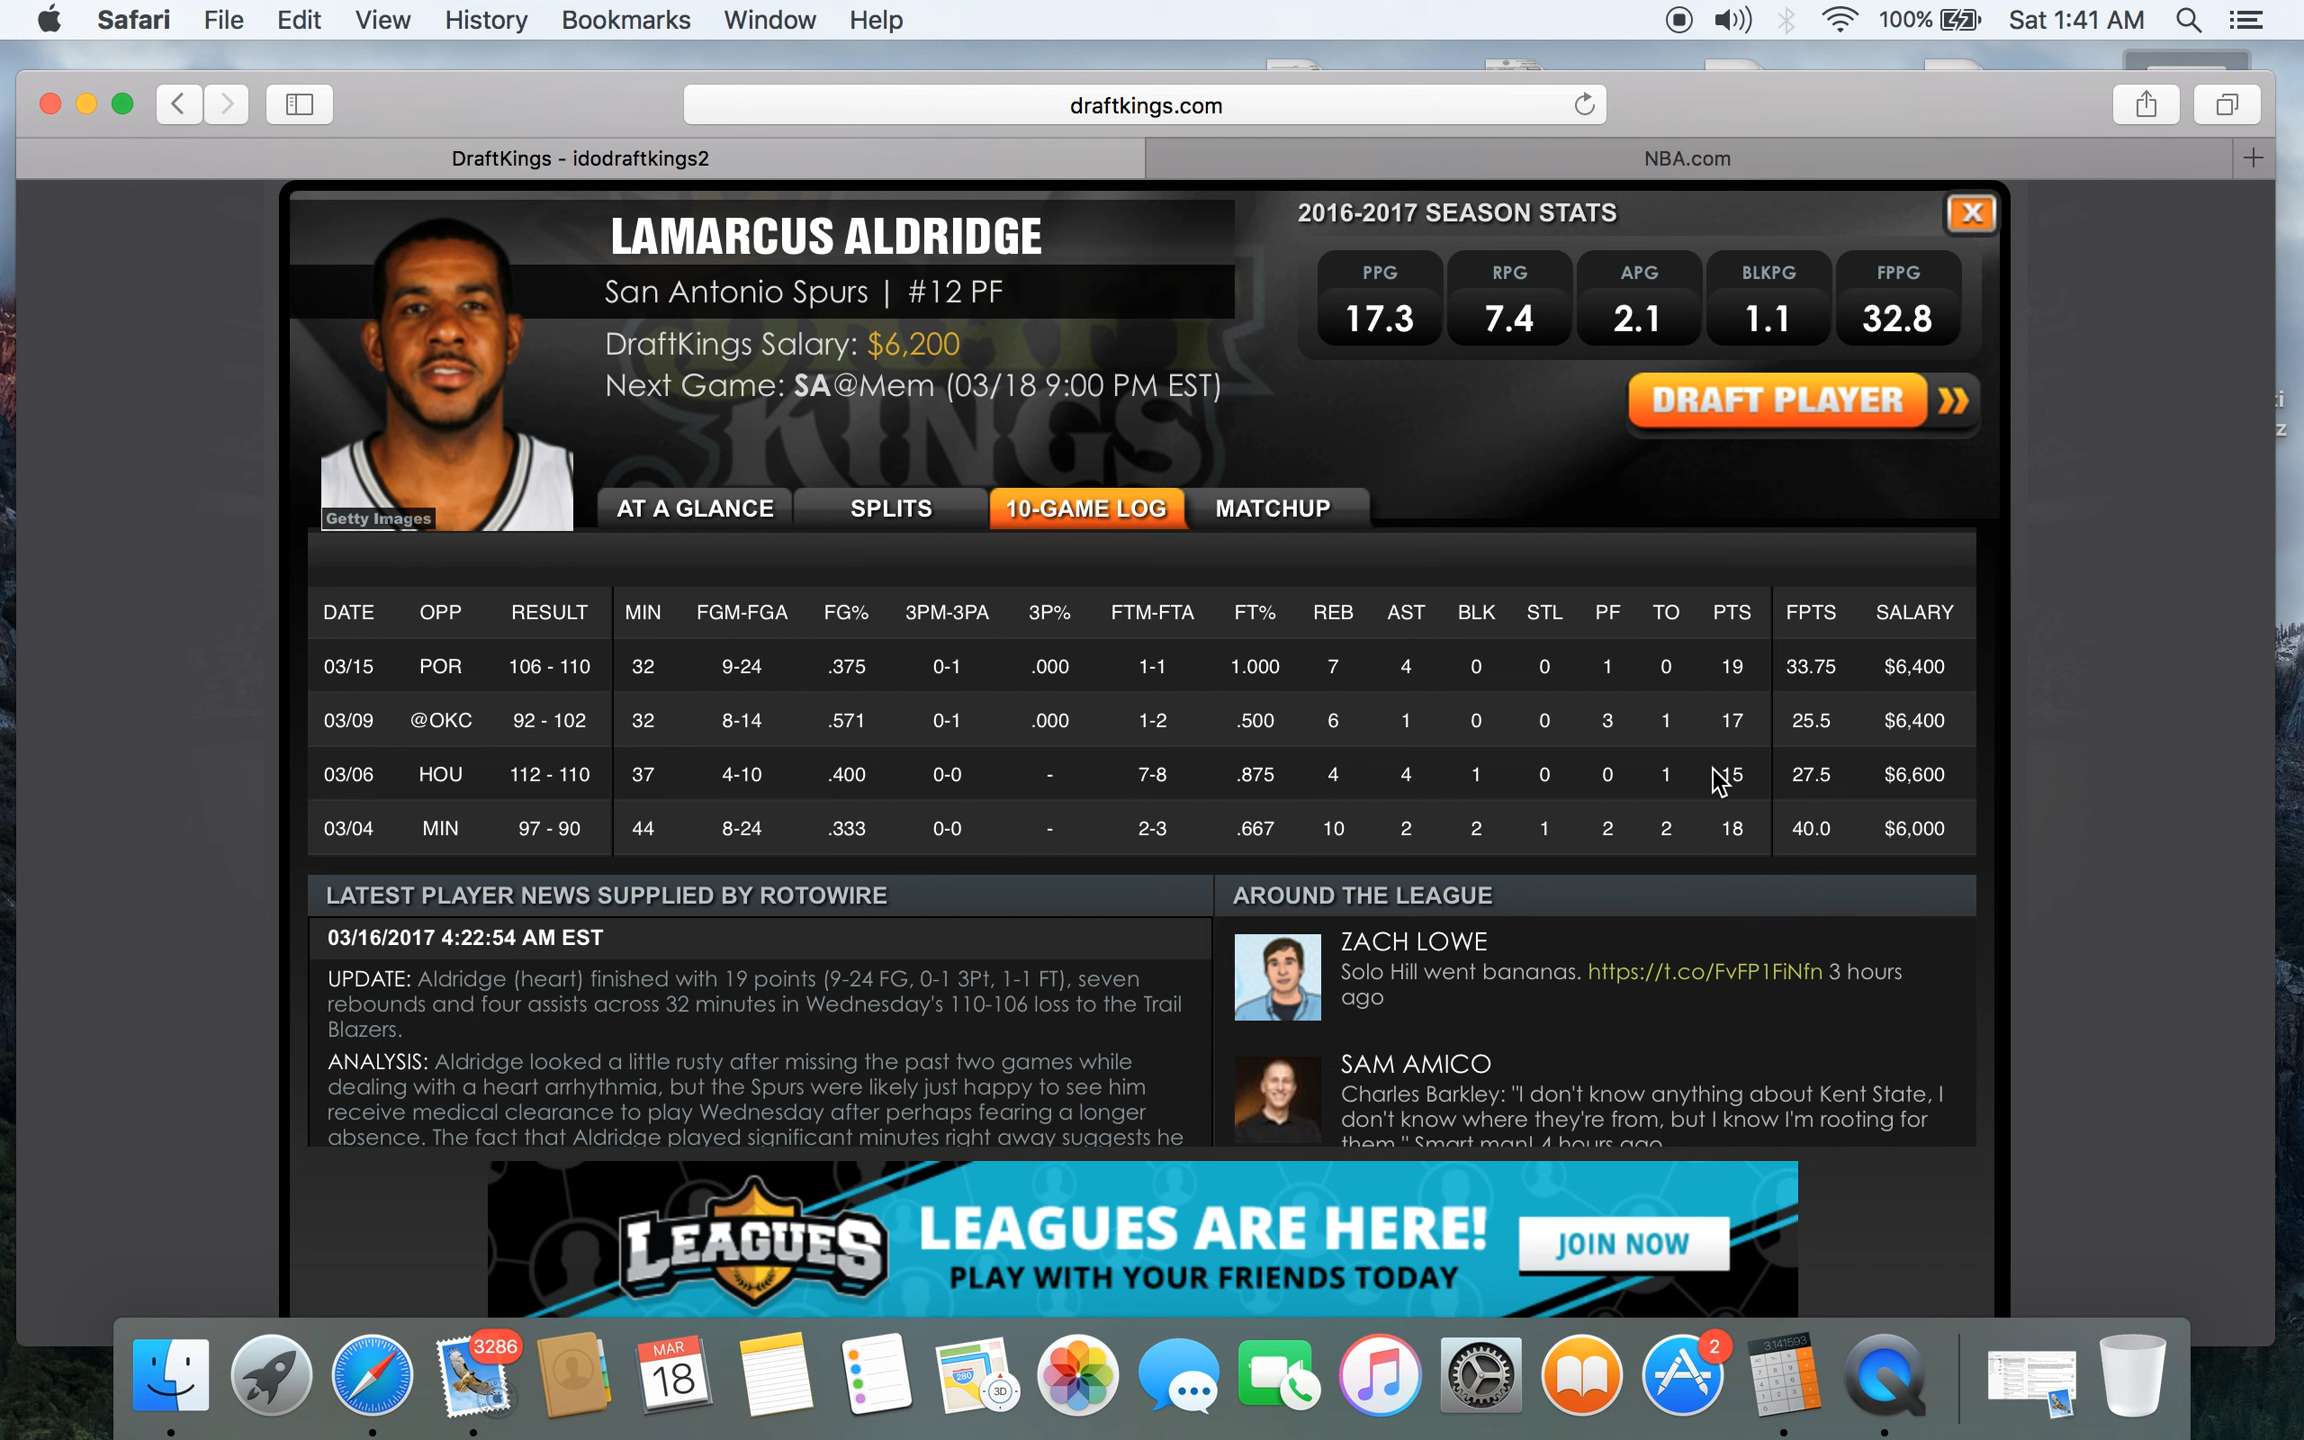 Safari File Edit View History Bookmarks Window Help 100% Sat 1:41 AM
draftkings.com
DraftKings - idodraftkings2 NBA.com
LAMARCUS ALDRIDGE
San Antonio Spurs | #12 PF
DraftKings Salary: $6,200
Next Game: SA@Mem (03/18 9:00 PM EST)
Getty Images
2016-2017 SEASON STATS
PPG RPG APG BLKPG FPPG
17.3 7.4 2.1 1.1 32.8
DRAFT PLAYER
KINGS
AT A GLANCE SPLITS 10-GAME LOG MATCHUP
DATE OPP RESULT MIN FGM-FGA FG% 3PM-3PA 3P% FTM-FTA FT% REB AST BLK STL PF TO PTS FPTS SALARY
03/15 POR 106 - 110 32 9-24 .375 0-1 .000 1-1 1.000 7 4 0 0 1 0 19 33.75 $6,400
03/09 @OKC 92 - 102 32 8-14 .571 0-1 .000 1-2 .500 6 1 0 0 3 1 17 25.5 $6,400
03/06 HOU 112 - 110 37 4-10 .400 0-0 - 7-8 .875 4 4 1 0 0 1 15 27.5 $6,600
03/04 MIN 97 - 90 44 8-24 .333 0-0 - 2-3 .667 10 2 2 1 2 2 18 40.0 $6,000
LATEST PLAYER NEWS SUPPLIED BY ROTOWIRE
03/16/2017 4:22:54 AM EST
UPDATE: Aldridge (heart) finished with 19 points (9-24 FG, 0-1 3Pt, 1-1 FT), seven
rebounds and four assists across 32 minutes in Wednesday's 110-106 loss to the Trail
Blazers.
ANALYSIS: Aldridge looked a little rusty after missing the past two games while
dealing with a heart arrhythmia, but the Spurs were likely just happy to see him
receive medical clearance to play Wednesday after perhaps fearing a longer
absence. The fact that Aldridge played significant minutes right away suggests he
AROUND THE LEAGUE
ZACH LOWE
Solo Hill went bananas. https://t.co/FvFP1FiNfn 3 hours
ago
SAM AMICO
Charles Barkley: "I don't know anything about Kent State, I
don't know where they're from, but I know I'm rooting for
them." Smart man! 4 hours ago
LEAGUES
LEAGUES ARE HERE!
PLAY WITH YOUR FRIENDS TODAY
JOIN NOW
3286
MAR
18
280
3D
2
3.141593